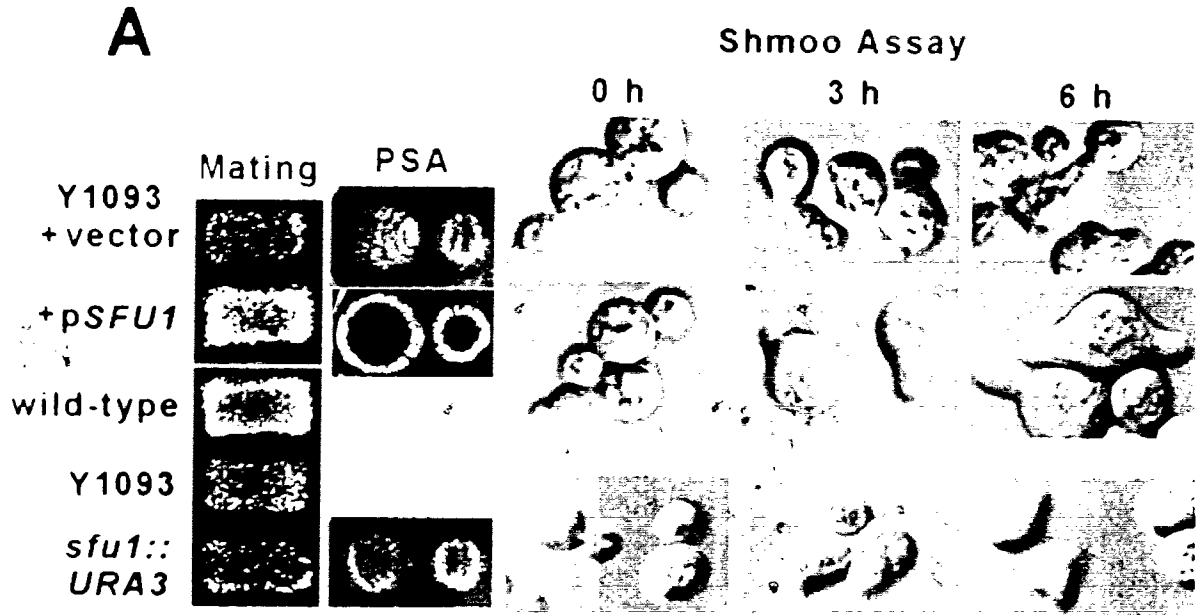 A
Shmoo Assay
0 h 3 h 6 h
Mating PSA
Y1093
+vector
+pSFU1
wild-type
Y1093
sfu1::
URA3